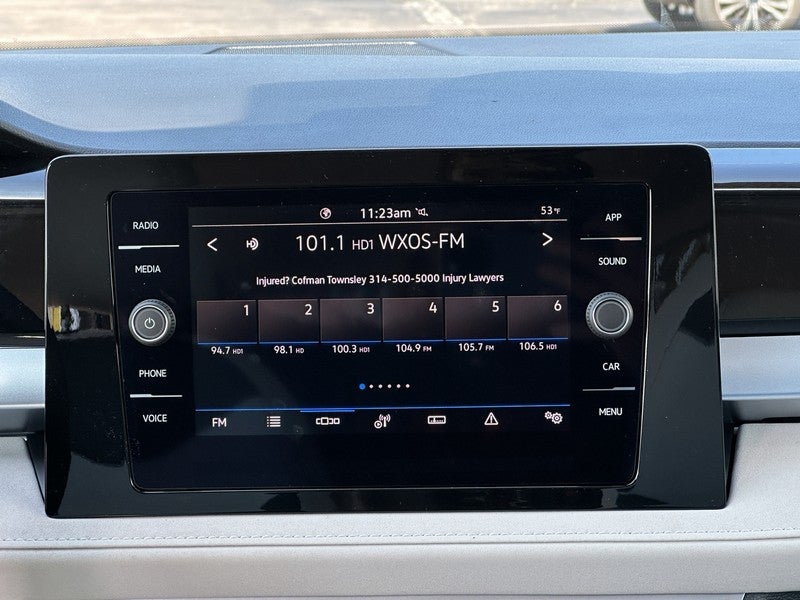 11:23am
53°F
RADIO
APP
101.1 HD1 WXOS-FM
SOUND
MEDIA
Injured? Cofman Townsley 314-500-5000 Injury Lawyers
1 2 3 4 5 6
94.7 HD1 98.1 HD 100.3 HD1 104.9 FM 105.7 FM 106.5 HD1
PHONE
CAR
VOICE
MENU
FM